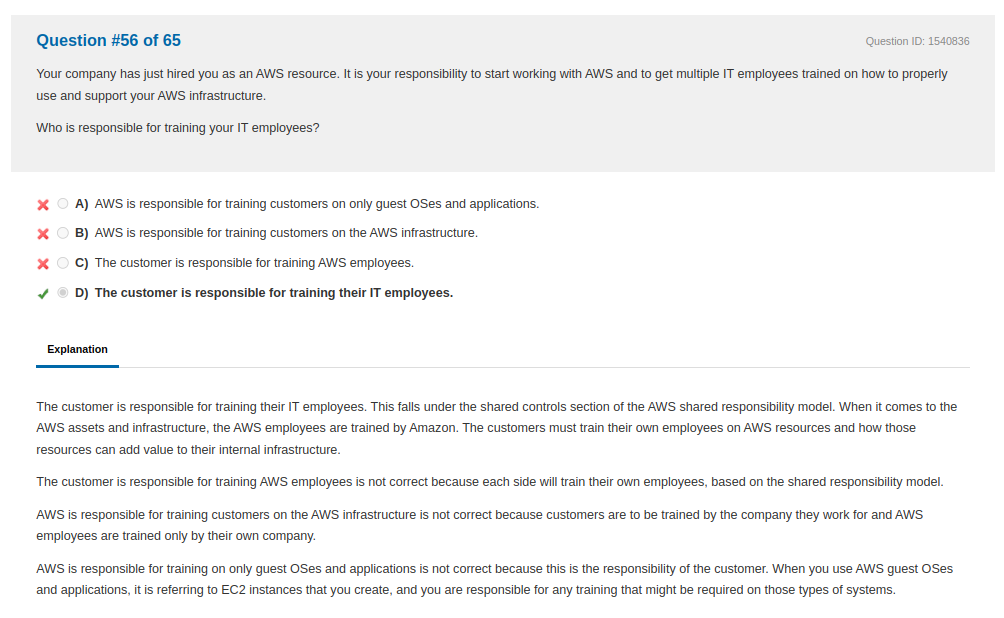 Question #56 of 65
Question ID: 1540836
Your company has just hired you as an AWS resource. It is your responsibility to start working with AWS and to get multiple IT employees trained on how to properly
use and support your AWS infrastructure.
Who is responsible for training your IT employees?
A) AWS is responsible for training customers on only guest OSes and applications.
B) AWS is responsible for training customers on the AWS infrastructure.
C) The customer is responsible for training AWS employees.
D) The customer is responsible for training their IT employees.
Explanation
The customer is responsible for training their IT employees. This falls under the shared controls section of the AWS shared responsibility model. When it comes to the
AWS assets and infrastructure, the AWS employees are trained by Amazon. The customers must train their own employees on AWS resources and how those
resources can add value to their internal infrastructure.
The customer is responsible for training AWS employees is not correct because each side will train their own employees, based on the shared responsibility model.
AWS is responsible for training customers on the AWS infrastructure is not correct because customers are to be trained by the company they work for and AWS
employees are trained only by their own company.
AWS is responsible for training on only guest OSes and applications is not correct because this is the responsibility of the customer. When you use AWS guest OSes
and applications, it is referring to EC2 instances that you create, and you are responsible for any training that might be required on those types of systems.